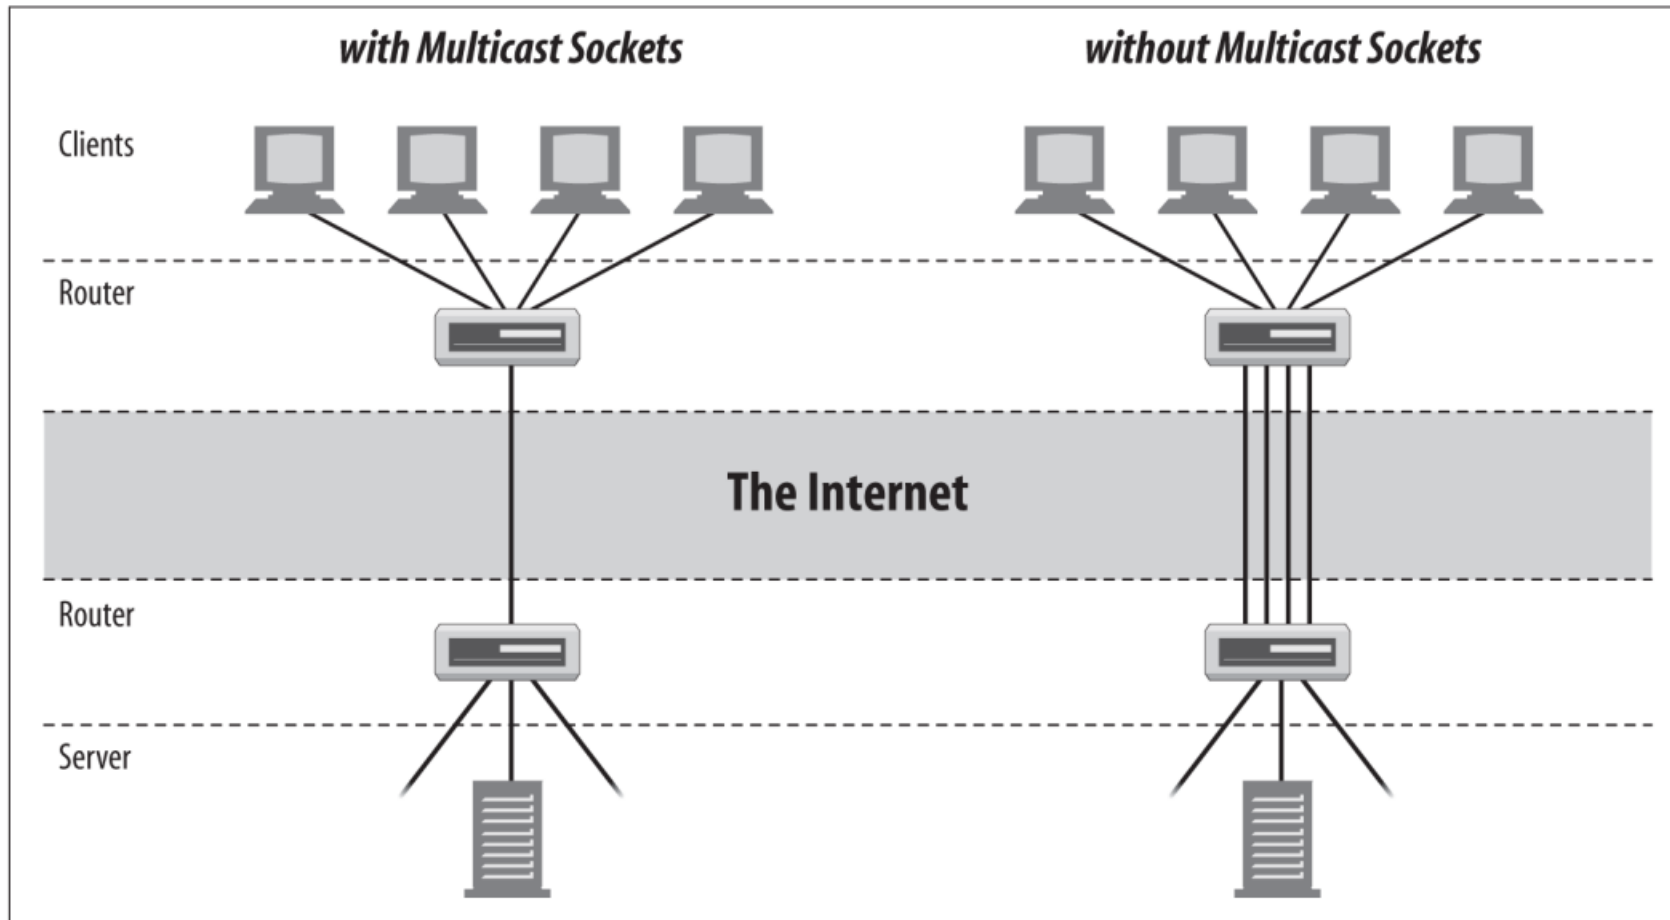 with Multicast Sockets
without Multicast Sockets
Clients
Router
The Internet
Router
Server